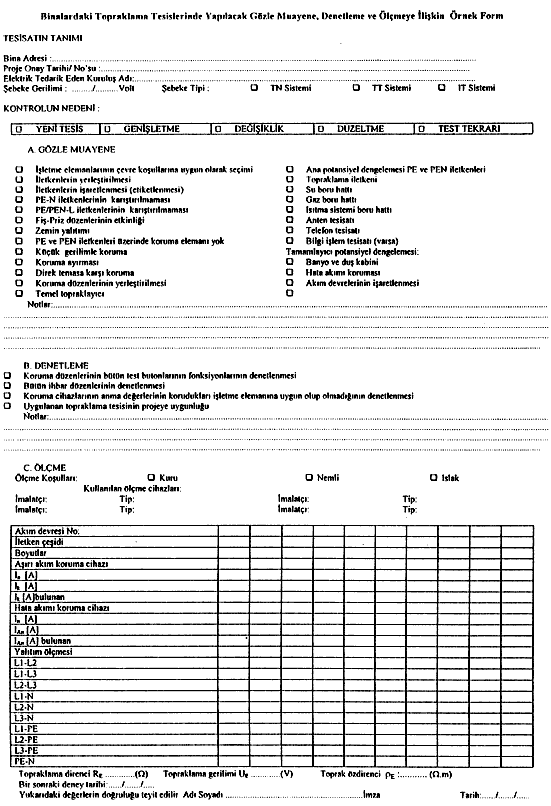 Binalardaki Topraklama Tesislerinde Yapılacak Gözle Muayene, Denetleme ve Ölçmeye İlişkin Örnek Form
TESİSATIN TANIMI
Bina Adresi :
Proje Onay Tarihi/ No'su :
Elektrik Tedarik Eden Kuruluş Adı:
Şebeke Gerilimi : ......../.........Volt Şebeke Tipi : ☐ TN Sistemi ☐ TT Sistemi ☐ IT Sistemi
KONTROLUN NEDENİ :
☐ YENİ TESİS ☐ GENİŞLETME ☐ DEĞİŞİKLİK ☐ DÜZELTME ☐ TEST TEKRARI
A. GÖZLE MUAYENE
☐ İşletme elemanlarının çevre koşullarına uygun olarak seçimi
☐ İletkenlerin yerleştirilmesi
☐ İletkenlerin işaretlenmesi (etiketlenmesi)
☐ PE-N iletkenlerinin karıştırılmaması
☐ PE/PEN-L iletkenlerinin karıştırılmaması
☐ Fiş-Priz düzenlerinin etkinliği
☐ Zemin yalıtımı
☐ PE ve PEN iletkenleri üzerinde koruma elemanı yok
☐ Küçük gerilimle koruma
☐ Koruma ayırması
☐ Direk temasa karşı koruma
☐ Koruma düzenlerinin yerleştirilmesi
☐ Temel topraklayıcı
☐ Ana potansiyel dengelemesi PE ve PEN iletkenleri
☐ Topraklama iletkeni
☐ Su boru hattı
☐ Gaz boru hattı
☐ Isıtma sistemi boru hattı
☐ Anten tesisatı
☐ Telefon tesisatı
☐ Bilgi işlem tesisatı (varsa)
Tamamlayıcı potansiyel dengelemesi:
☐ Banyo ve duş kabini
☐ Hata akımı koruması
☐ Akım devrelerinin işaretlenmesi
☐
Notlar:
B. DENETLEME
☐ Koruma düzenlerinin bütün test butonlarının fonksiyonlarının denetlenmesi
☐ Bütün ihbar düzenlerinin denetlenmesi
☐ Koruma cihazlarının anma değerlerinin korudukları işletme elemanına uygun olup olmadığının denetlenmesi
☐ Uygulanan topraklama tesisinin projeye uygunluğu
Notlar:
C. ÖLÇME
Ölçme Koşulları: ☐ Kuru ☐ Nemli ☐ Islak
Kullanılan ölçme cihazları:
İmalatçı: Tip: İmalatçı: Tip:
İmalatçı: Tip: İmalatçı: Tip:
Akım devresi No:
İletken çeşidi
Boyutlar
Aşırı akım koruma cihazı
Iₙ [A]
Iₖ [A]
Iₖ [A]bulunan
Hata akımı koruma cihazı
Iₙ [A]
I_Δn [A]
I_Δn [A] bulunan
Yalıtım ölçmesi
L1-L2
L1-L3
L2-L3
L1-N
L2-N
L3-N
L1-PE
L2-PE
L3-PE
PE-N
Topraklama direnci R_E ..........(Ω) Topraklama gerilimi U_E ..........(V) Toprak özdirenci ρ_E :.......... (Ω.m)
Bir sonraki deney tarihi:...../....../......
Yukarıdaki değerlerin doğruluğu teyit edilir Adı Soyadı ..........İmza Tarih:...../....../......